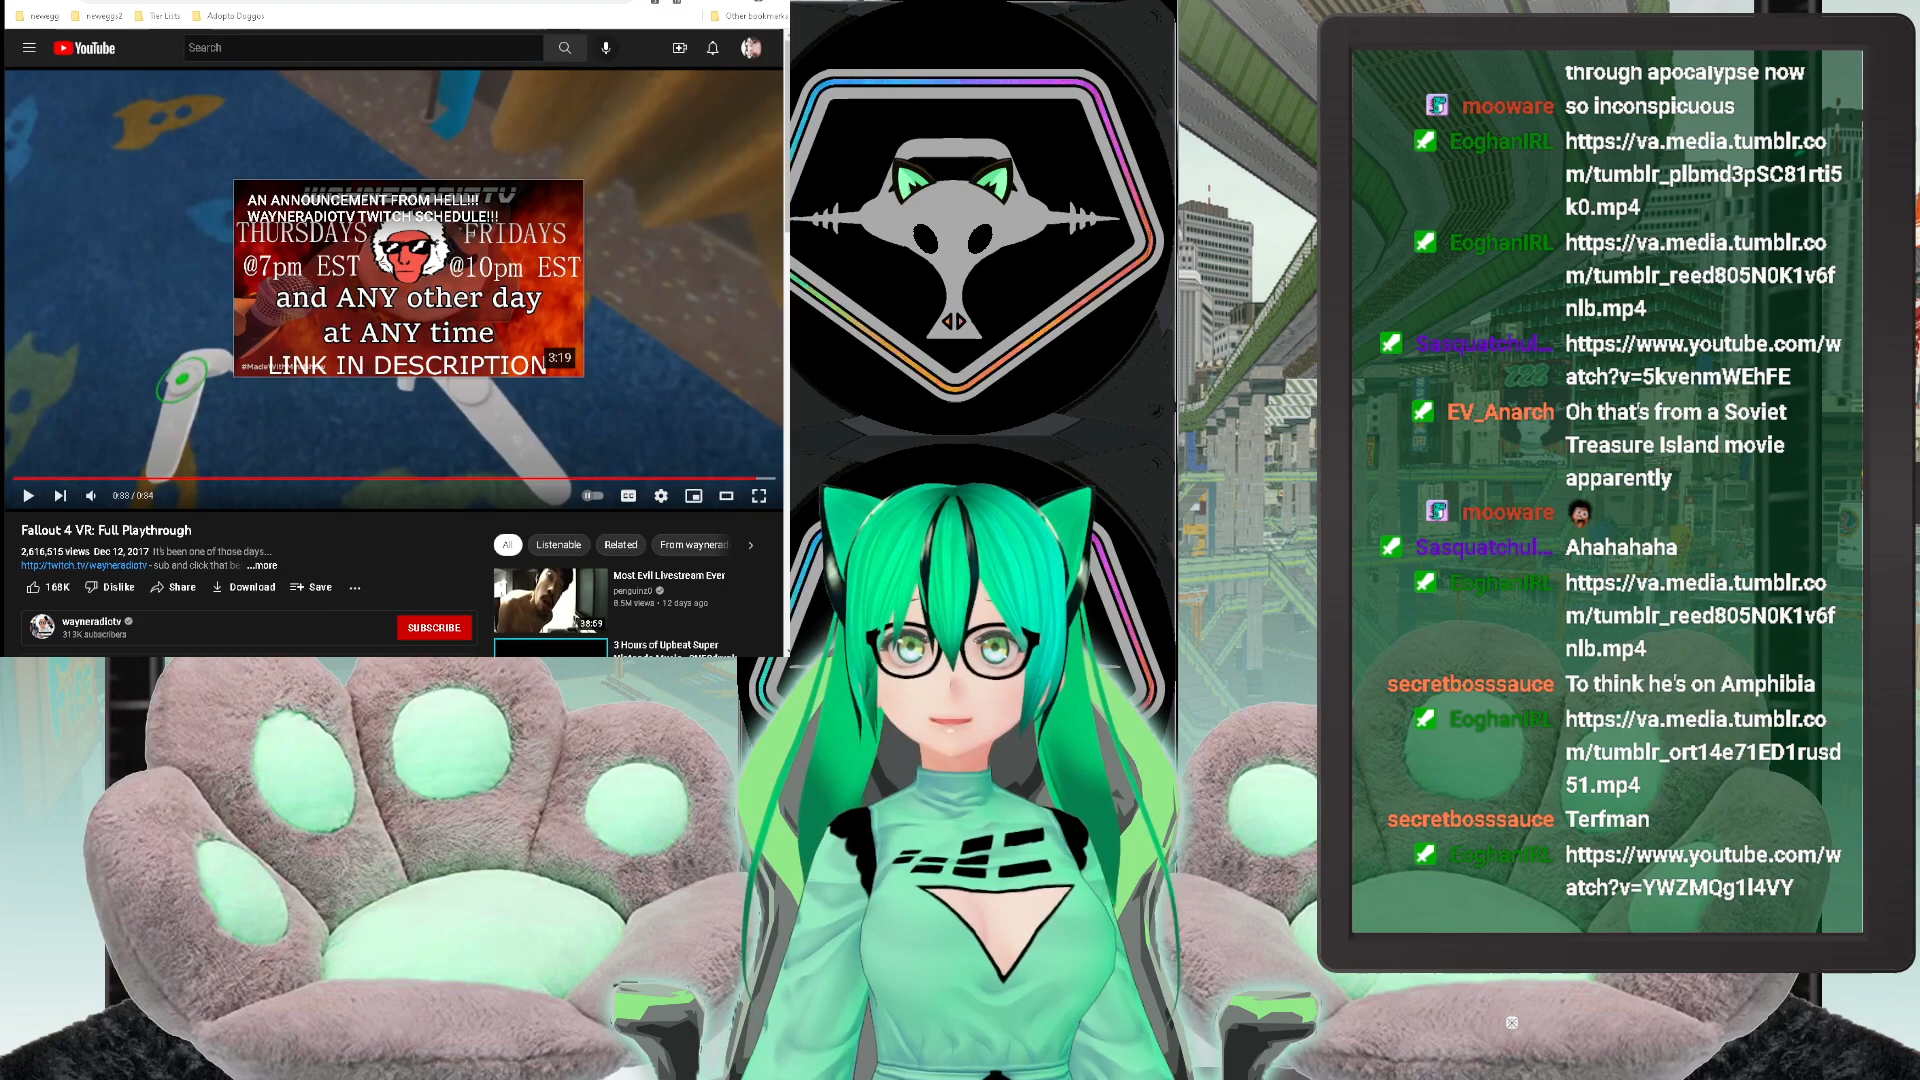 newegg
neweggs2
Tier Lists
Adopto Doggos
Other bookmarks
YouTube
Search
AN ANNOUNCEMENT FROM HELL!!!
WAYNERADIOTV TWITCH SCHEDULE!!!
THURSDAYS FRIDAYS
@7pm EST @10pm EST
and ANY other day
at ANY time
LINK IN DESCRIPTION
3:19
0:33 / 0:34
CC
Fallout 4 VR: Full Playthrough
2,616,515 views Dec 12, 2017 It's been one of those days...
http://twitch.tv/wayneradiotv - sub and click that be ...more
168K Dislike Share Download Save
wayneradiotv
313K subscribers
SUBSCRIBE
All Listenable Related From waynerad
Most Evil Livestream Ever
penguinz0
8.5M views • 12 days ago
38:59
3 Hours of Upbeat Super
through apocalypse now
mooware so inconspicuous
EoghanIRL https://va.media.tumblr.co
m/tumblr_plbmd3pSC81rti5
k0.mp4
EoghanIRL https://va.media.tumblr.co
m/tumblr_reed805N0K1v6f
nlb.mp4
Sasquatchul... https://www.youtube.com/w
atch?v=5kvenmWEhFE
EV_Anarch Oh that's from a Soviet
Treasure Island movie
apparently
mooware
Sasquatchul... Ahahahaha
EoghanIRL https://va.media.tumblr.co
m/tumblr_reed805N0K1v6f
nlb.mp4
secretbosssauce To think he's on Amphibia
EoghanIRL https://va.media.tumblr.co
m/tumblr_ort14e71ED1rusd
51.mp4
secretbosssauce Terfman
EoghanIRL https://www.youtube.com/w
atch?v=YWZMQg1l4VY